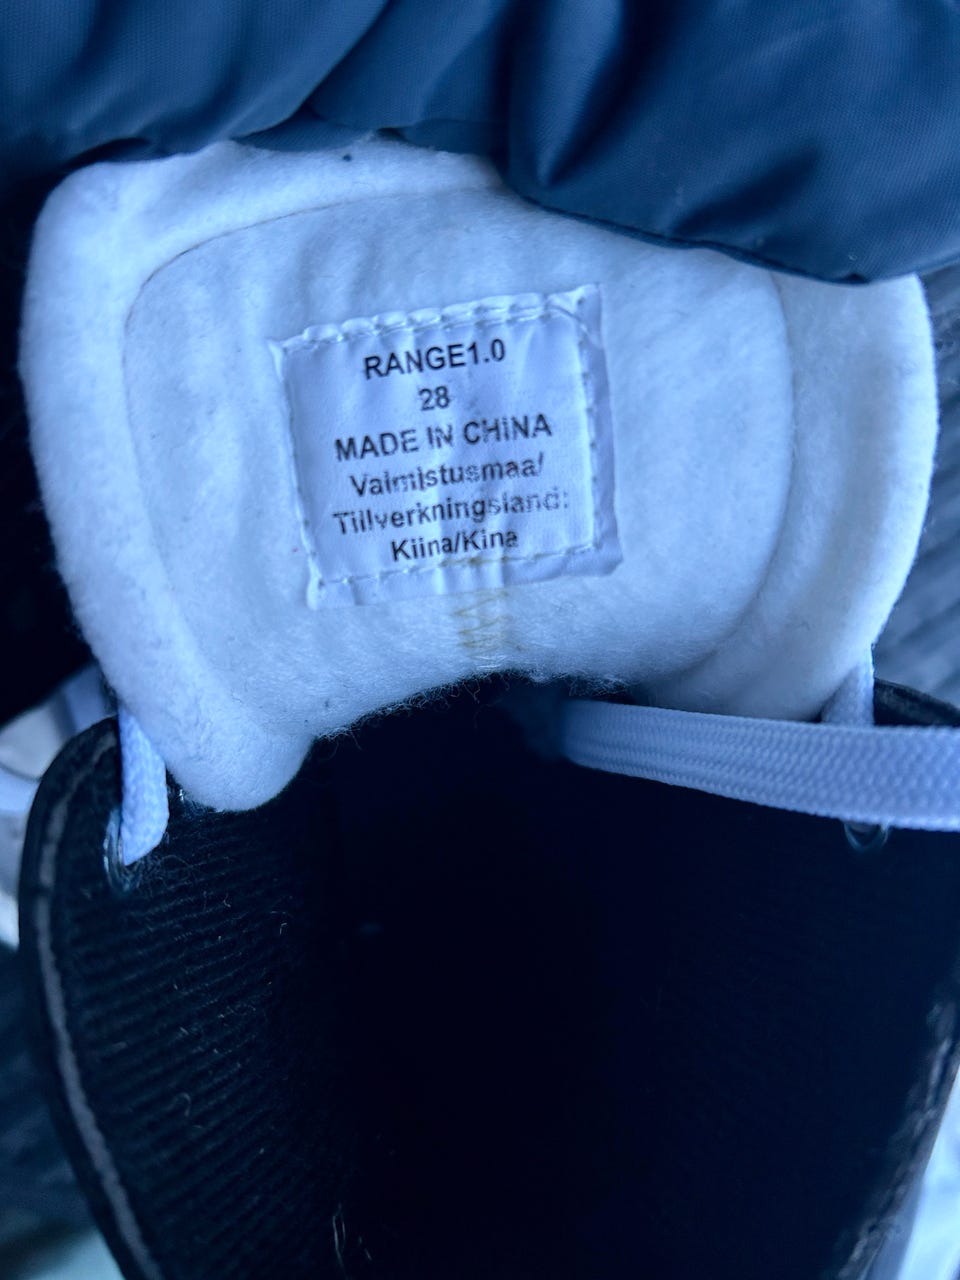 RANGE1.0
28
MADE IN CHINA
Valmistusmaa/
Tillverkningsland:
Kiina/Kina